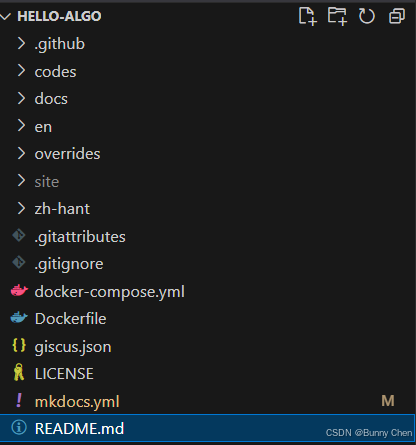 HELLO-ALGO
.github
codes
docs
en
overrides
site
zh-hant
.gitattributes
.gitignore
docker-compose.yml
Dockerfile
giscus.json
LICENSE
mkdocs.yml M
README.md
CSDN @Bunny Chen